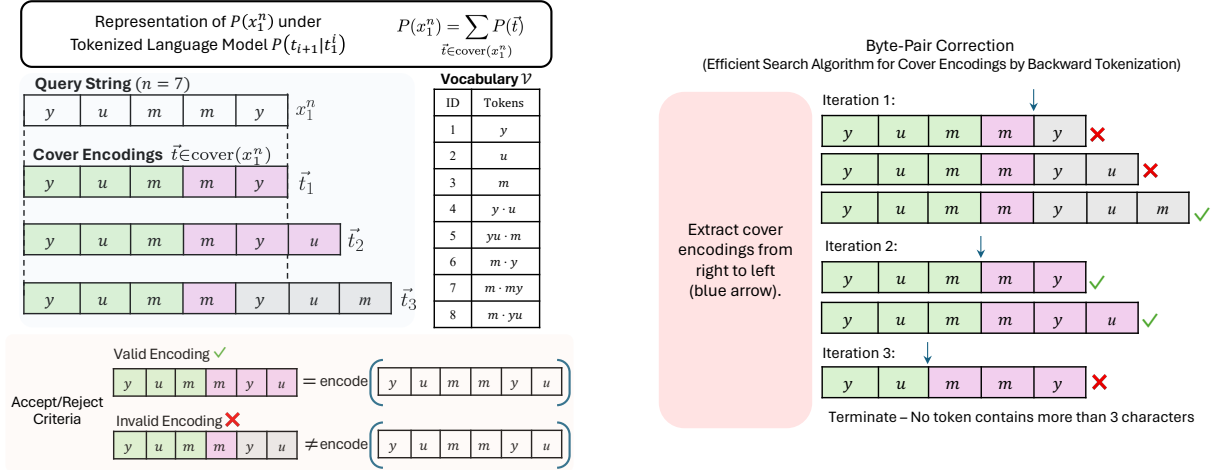 Representation of P(x₁ⁿ) under
Tokenized Language Model P(tᵢ₊₁|t₁ⁱ)
P(x₁ⁿ) = ∑ P(t⃗)
t⃗∈cover(x₁ⁿ)
Query String (n = 7)
y u m m y x₁ⁿ
Cover Encodings t⃗∈cover(x₁ⁿ)
y u m m y t⃗₁
y u m m y u t⃗₂
y u m m y u m t⃗₃
Vocabulary 𝒱
ID Tokens
1 y
2 u
3 m
4 y · u
5 yu · m
6 m · y
7 m · my
8 m · yu
Accept/Reject
Criteria
Valid Encoding ✓
y u m m y u = encode ( y u m m y u )
Invalid Encoding ❌
y u m m y u ≠ encode ( y u m m y u )
Byte-Pair Correction
(Efficient Search Algorithm for Cover Encodings by Backward Tokenization)
Extract cover
encodings from
right to left
(blue arrow).
Iteration 1:
y u m m y ❌
y u m m y u ❌
y u m m y u m ✓
Iteration 2:
y u m m y ✓
y u m m y u ✓
Iteration 3:
y u m m y ❌
Terminate – No token contains more than 3 characters